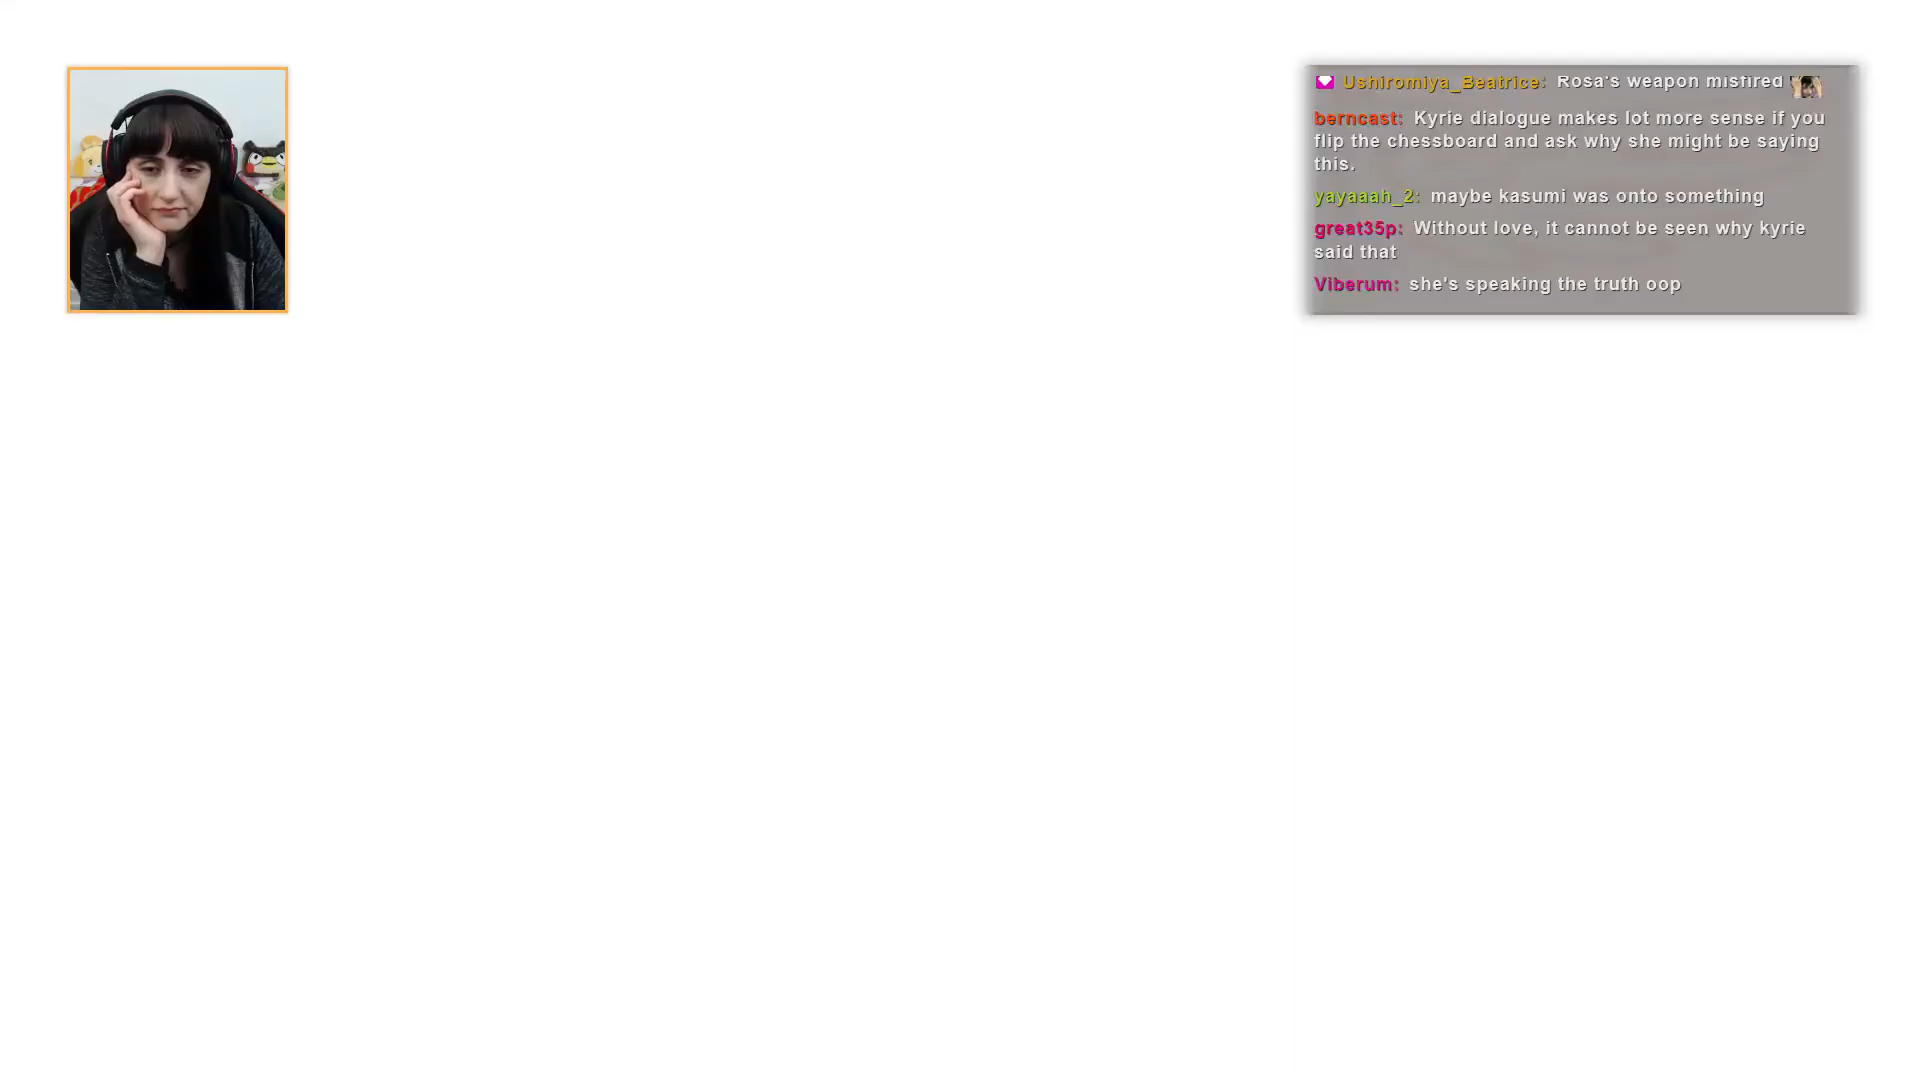 Ushiromiya_Beatrice: Rosa's weapon misfired
berncast: Kyrie dialogue makes lot more sense if you
flip the chessboard and ask why she might be saying
this.
yayaaah_2: maybe kasumi was onto something
great35p: Without love, it cannot be seen why kyrie
said that
Viberum: she's speaking the truth oop